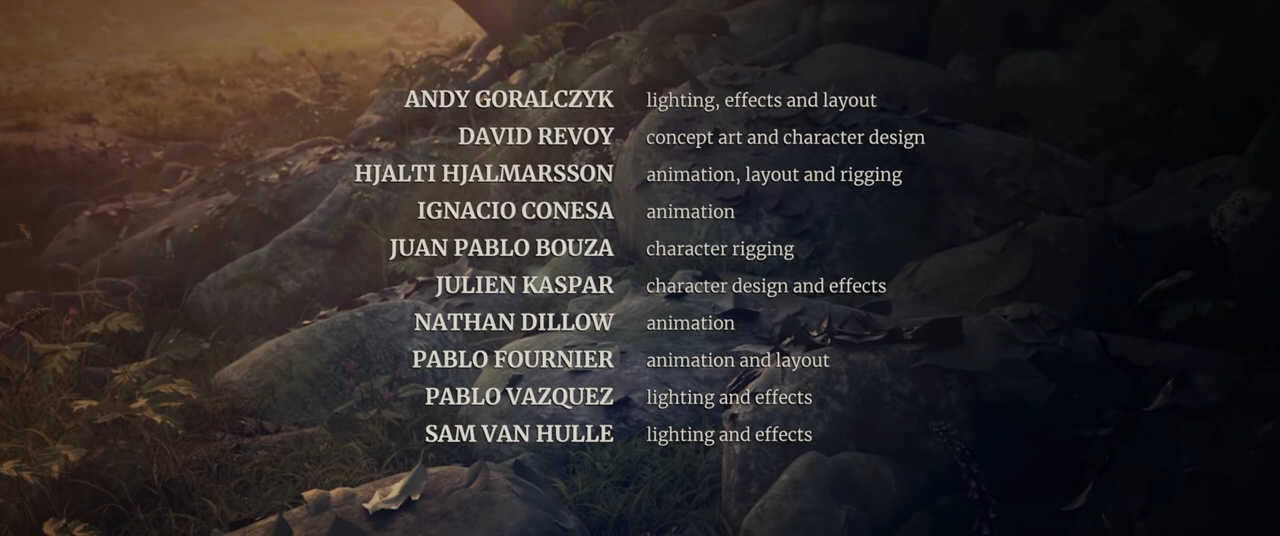 ANDY GORALCZYK lighting, effects and layout
DAVID REVOY concept art and character design
HJALTI HJALMARSSON animation, layout and rigging
IGNACIO CONESA animation
JUAN PABLO BOUZA character rigging
JULIEN KASPAR character design and effects
NATHAN DILLOW animation
PABLO FOURNIER animation and layout
PABLO VAZQUEZ lighting and effects
SAM VAN HULLE lighting and effects